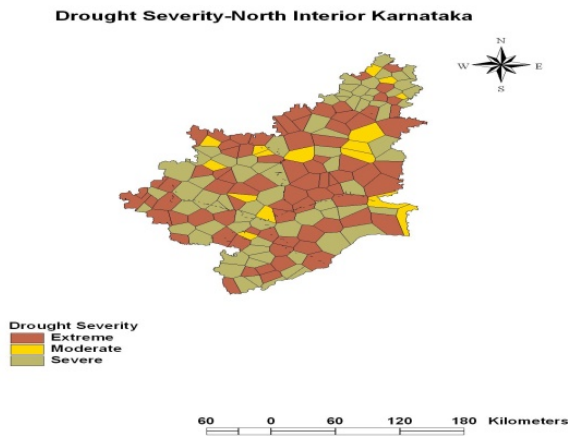 Drought Severity-North Interior Karnataka
N
W E
S
Drought Severity
Extreme
Moderate
Severe
60 0 60 120 180 Kilometers